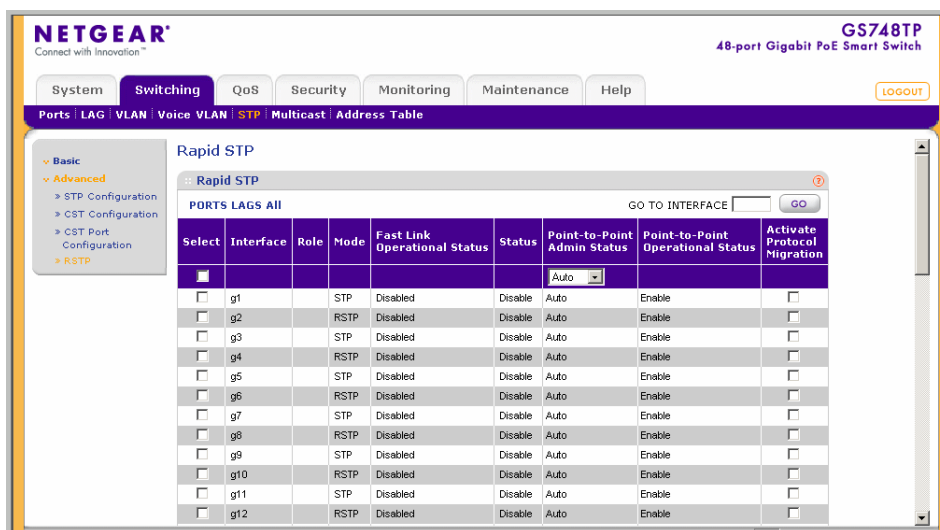 NETGEAR®
Connect with Innovation™
GS748TP
48-port Gigabit PoE Smart Switch
System Switching QoS Security Monitoring Maintenance Help LOGOUT
Ports LAG VLAN Voice VLAN STP Multicast Address Table
Basic
Advanced
» STP Configuration
» CST Configuration
» CST Port
Configuration
» RSTP
Rapid STP
Rapid STP ?
PORTS LAGS All GO TO INTERFACE GO
Select Interface Role Mode Fast Link Operational Status Status Point-to-Point Admin Status Point-to-Point Operational Status Activate Protocol Migration
Auto
g1 STP Disabled Disable Auto Enable
g2 RSTP Disabled Disable Auto Enable
g3 STP Disabled Disable Auto Enable
g4 RSTP Disabled Disable Auto Enable
g5 STP Disabled Disable Auto Enable
g6 RSTP Disabled Disable Auto Enable
g7 STP Disabled Disable Auto Enable
g8 RSTP Disabled Disable Auto Enable
g9 STP Disabled Disable Auto Enable
g10 RSTP Disabled Disable Auto Enable
g11 STP Disabled Disable Auto Enable
g12 RSTP Disabled Disable Auto Enable